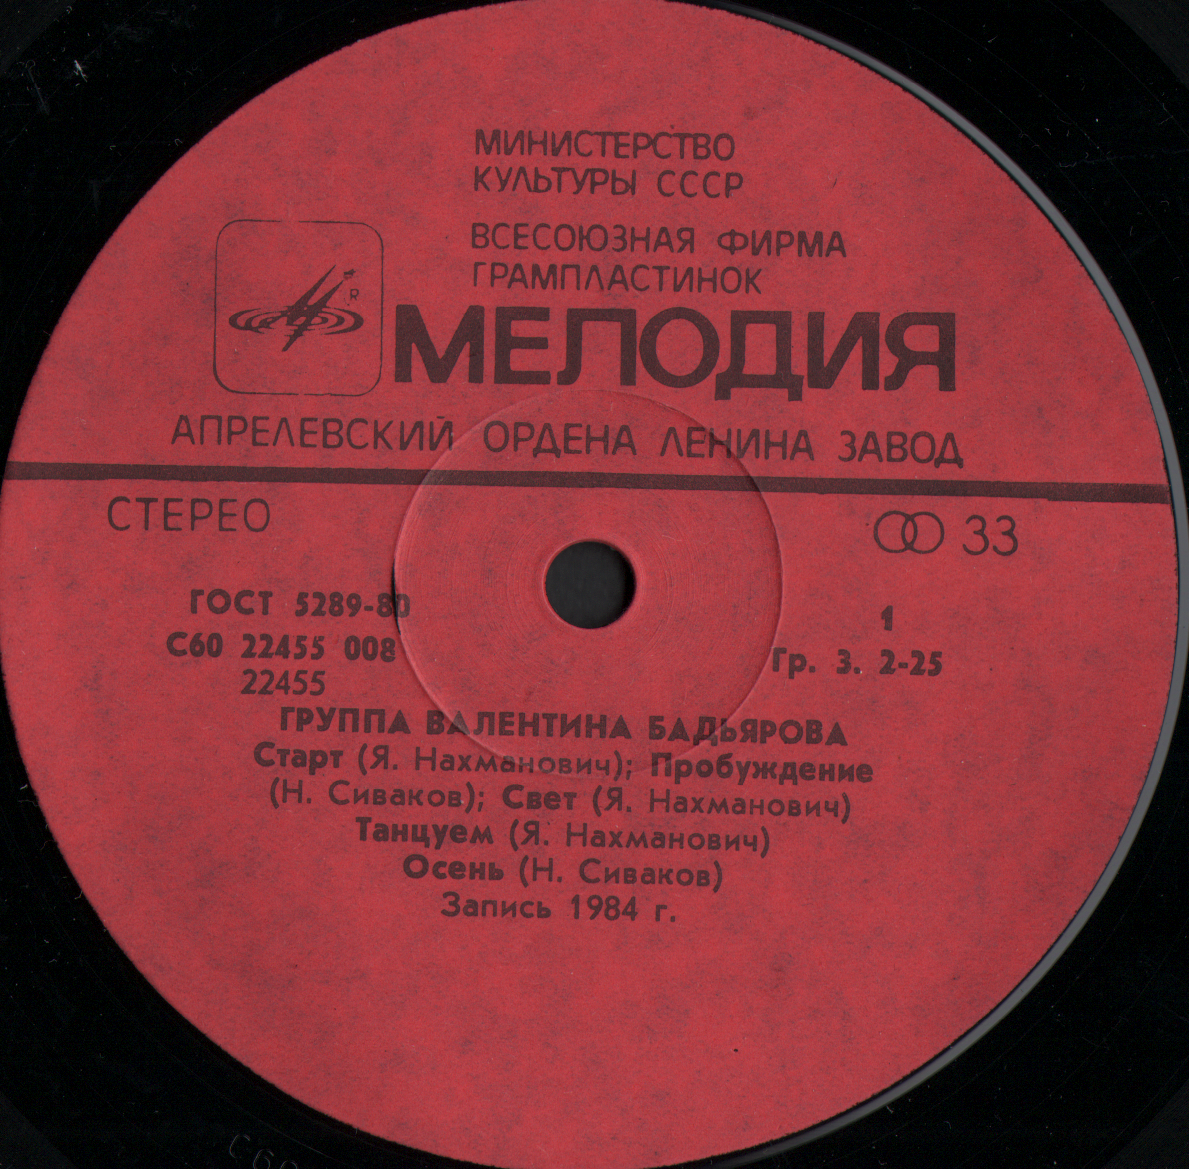 МИНИСТЕРСТВО
КУЛЬТУРЫ СССР
ВСЕСОЮЗНАЯ ФИРМА
ГРАМПЛАСТИНОК
R
МЕЛОДИЯ
АПРЕЛЕВСКИЙ ОРДЕНА ЛЕНИНА ЗАВОД
СТЕРЕО
33
ГОСТ 5289-80
1
С60 22455 008
Гр. 3. 2-25
22455
ГРУППА ВАЛЕНТИНА БАДЬЯРОВА
Старт (Я. Нахманович); Пробуждение
(Н. Сиваков); Свет (Я. Нахманович)
Танцуем (Я. Нахманович)
Осень (Н. Сиваков)
Запись 1984 г.